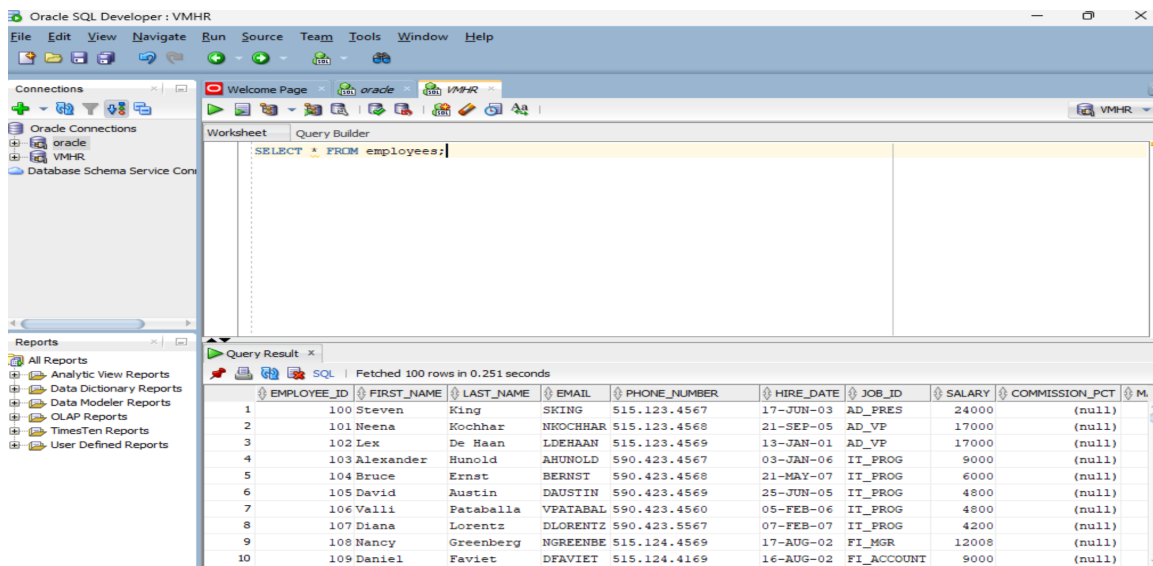 Oracle SQL Developer : VMHR
File Edit View Navigate Run Source Team Tools Window Help
Connections
Oracle Connections
oracle
VMHR
Database Schema Service Conn
Reports
All Reports
Analytic View Reports
Data Dictionary Reports
Data Modeler Reports
OLAP Reports
TimesTen Reports
User Defined Reports
Welcome Page oracle VMHR
VMHR
Worksheet Query Builder
SELECT * FROM employees;
Query Result
SQL | Fetched 100 rows in 0.251 seconds
EMPLOYEE_ID FIRST_NAME LAST_NAME EMAIL PHONE_NUMBER HIRE_DATE JOB_ID SALARY COMMISSION_PCT M.
1 100 Steven King SKING 515.123.4567 17-JUN-03 AD_PRES 24000 (null)
2 101 Neena Kochhar NKOCHHAR 515.123.4568 21-SEP-05 AD_VP 17000 (null)
3 102 Lex De Haan LDEHAAN 515.123.4569 13-JAN-01 AD_VP 17000 (null)
4 103 Alexander Hunold AHUNOLD 590.423.4567 03-JAN-06 IT_PROG 9000 (null)
5 104 Bruce Ernst BERNST 590.423.4568 21-MAY-07 IT_PROG 6000 (null)
6 105 David Austin DAUSTIN 590.423.4569 25-JUN-05 IT_PROG 4800 (null)
7 106 Valli Pataballa VPATABAL 590.423.4560 05-FEB-06 IT_PROG 4800 (null)
8 107 Diana Lorentz DLORENTZ 590.423.5567 07-FEB-07 IT_PROG 4200 (null)
9 108 Nancy Greenberg NGREENBE 515.124.4569 17-AUG-02 FI_MGR 12008 (null)
10 109 Daniel Faviet DFAVIET 515.124.4169 16-AUG-02 FI_ACCOUNT 9000 (null)